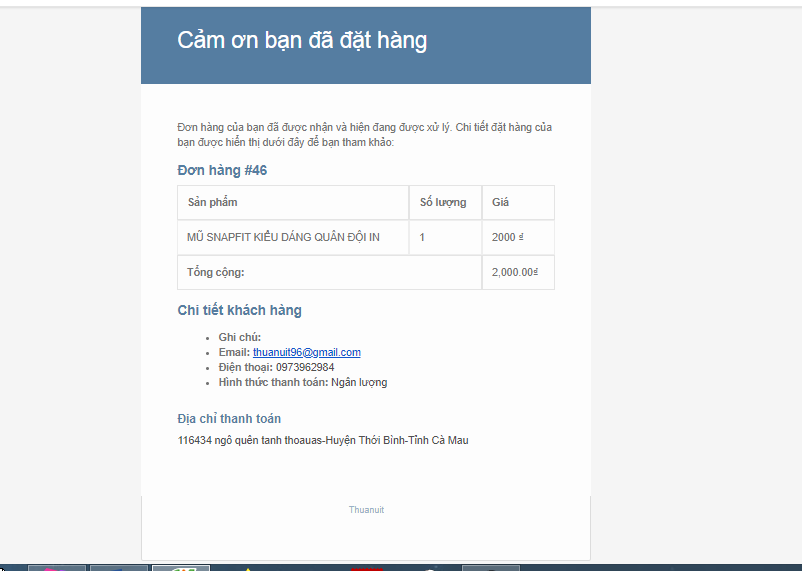 Cảm ơn bạn đã đặt hàng
Đơn hàng của bạn đã được nhận và hiện đang được xử lý. Chi tiết đặt hàng của
bạn được hiển thị dưới đây để bạn tham khảo:
Đơn hàng #46
Sản phẩm Số lượng Giá
MŨ SNAPFIT KIỂU DÁNG QUÂN ĐỘI IN 1 2000 ₫
Tổng cộng: 2,000.00₫
Chi tiết khách hàng
Ghi chú:
Email: thuanuit96@gmail.com
Điện thoại: 0973962984
Hình thức thanh toán: Ngân lượng
Địa chỉ thanh toán
116434 ngô quên tanh thoauas-Huyện Thới Bình-Tỉnh Cà Mau
Thuanuit